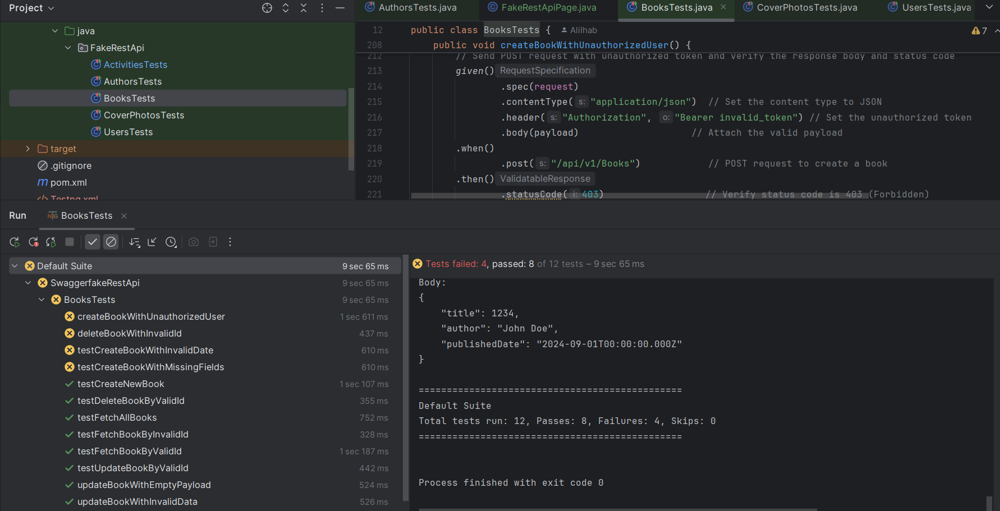 Project
java
FakeRestApi
ActivitiesTests
AuthorsTests
BooksTests
CoverPhotosTests
UsersTests
target
.gitignore
pom.xml
Testng.xml
AuthorsTests.java
FakeRestApiPage.java
BooksTests.java
CoverPhotosTests.java
UsersTests.java
12 public class BooksTests { Alilhab
7
208 public void createBookWithUnauthorizedUser() {
212 // Send POST request with unauthorized token and verify the response body and status code
213 given() RequestSpecification
214 .spec(request)
215 .contentType( s: "application/json") // Set the content type to JSON
216 .header( s: "Authorization", o: "Bearer invalid_token") // Set the unauthorized token
217 .body(payload) // Attach the valid payload
218 .when()
219 .post( s: "/api/v1/Books") // POST request to create a book
220 .then() ValidatableResponse
221 .statusCode( i: 403) // Verify status code is 403 (Forbidden)
Run
BooksTests
Default Suite 9 sec 65 ms
SwaggerfakeRestApi 9 sec 65 ms
BooksTests 9 sec 65 ms
createBookWithUnauthorizedUser 1 sec 611 ms
deleteBookWithInvalidId 437 ms
testCreateBookWithInvalidDate 610 ms
testCreateBookWithMissingFields 610 ms
testCreateNewBook 1 sec 107 ms
testDeleteBookByValidId 355 ms
testFetchAllBooks 752 ms
testFetchBookByInvalidId 328 ms
testFetchBookByValidId 1 sec 187 ms
testUpdateBookByValidId 442 ms
updateBookWithEmptyPayload 524 ms
updateBookWithInvalidData 526 ms
Tests failed: 4, passed: 8 of 12 tests – 9 sec 65 ms
Body:
{
"title": 1234,
"author": "John Doe",
"publishedDate": "2024-09-01T00:00:00.000Z"
}
===============================================
Default Suite
Total tests run: 12, Passes: 8, Failures: 4, Skips: 0
===============================================
Process finished with exit code 0